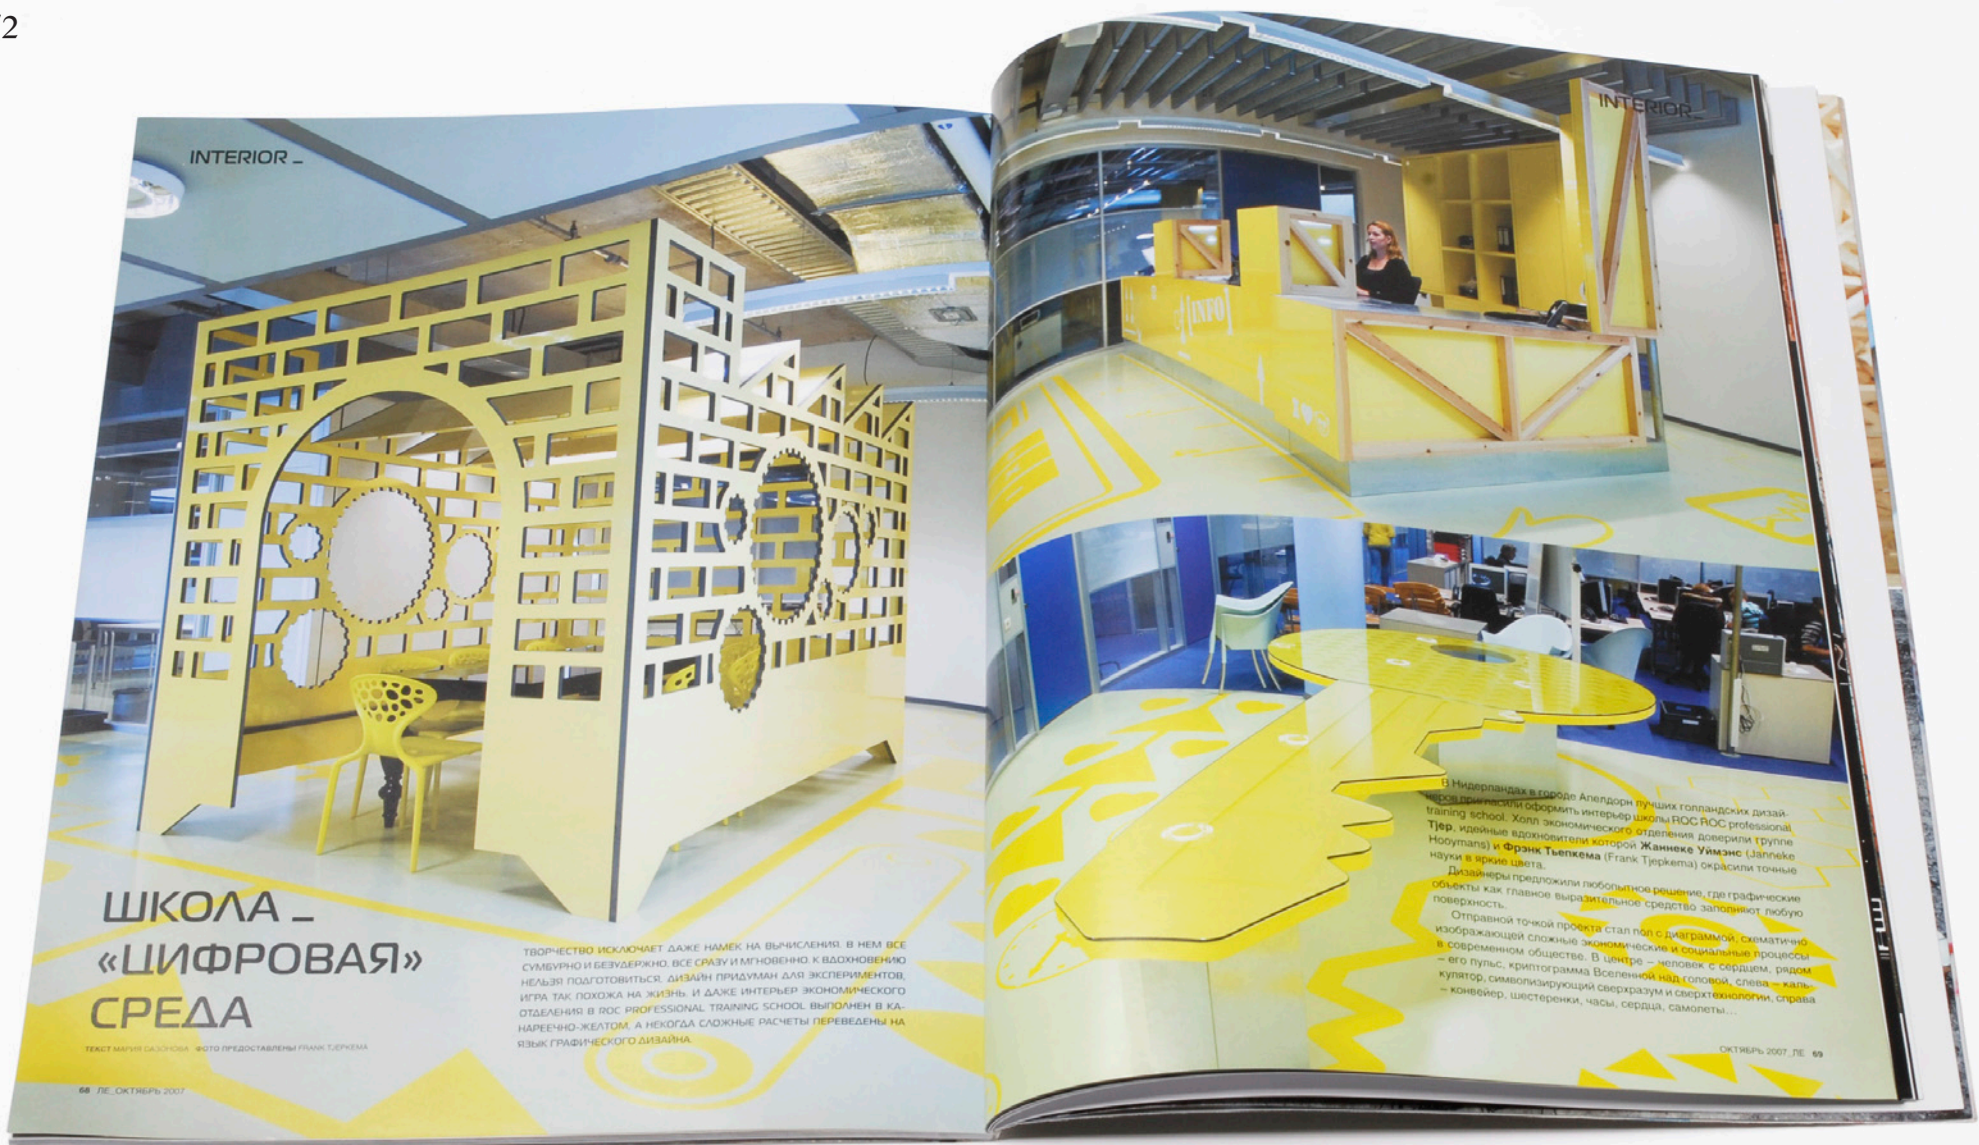 2
INTERIOR _
ШКОЛА _
«ЦИФРОВАЯ»
СРЕДА
ТЕКСТ МАРИЯ САЗОНОВА ФОТО ПРЕДОСТАВЛЕНЫ FRANK TJEPKEMA
ТВОРЧЕСТВО ИСКЛЮЧАЕТ ДАЖЕ НАМЕК НА ВЫЧИСЛЕНИЯ. В НЕМ ВСЕ
СУМБУРНО И БЕЗУДЕРЖНО, ВСЕ СРАЗУ И МГНОВЕННО. К ВДОХНОВЕНИЮ
НЕЛЬЗЯ ПОДГОТОВИТЬСЯ. ДИЗАЙН ПРИДУМАН ДЛЯ ЭКСПЕРИМЕНТОВ,
ИГРА ТАК ПОХОЖА НА ЖИЗНЬ. И ДАЖЕ ИНТЕРЬЕР ЭКОНОМИЧЕСКОГО
ОТДЕЛЕНИЯ В ROC PROFESSIONAL TRAINING SCHOOL ВЫПОЛНЕН В КА-
НАРЕЕЧНО-ЖЕЛТОМ, А НЕКОГДА СЛОЖНЫЕ РАСЧЕТЫ ПЕРЕВЕДЕНЫ НА
ЯЗЫК ГРАФИЧЕСКОГО ДИЗАЙНА.
68 ЛЕ_ОКТЯБРЬ 2007
INTERIOR_
[INFO]
В Нидерландах в городе Апелдорн лучших голландских дизай-
неров пригласили оформить интерьер школы ROC ROC professional
training school. Холл экономического отделения доверили группе
Тjep, идейные вдохновители которой Жаннеке Уймэнс (Janneke
Hooymans) и Фрэнк Тьепкема (Frank Tjepkema) окрасили точные
науки в яркие цвета.
Дизайнеры предложили любопытное решение, где графические
объекты как главное выразительное средство заполняют любую
поверхность.
Отправной точкой проекта стал пол с диаграммой, схематично
изображающей сложные экономические и социальные процессы
в современном обществе. В центре – человек с сердцем, рядом
– его пульс, криптограмма Вселенной над головой, слева – каль-
кулятор, символизирующий сверхразум и сверхтехнологии, справа
– конвейер, шестеренки, часы, сердца, самолеты…
ОКТЯБРЬ 2007_ЛЕ 69